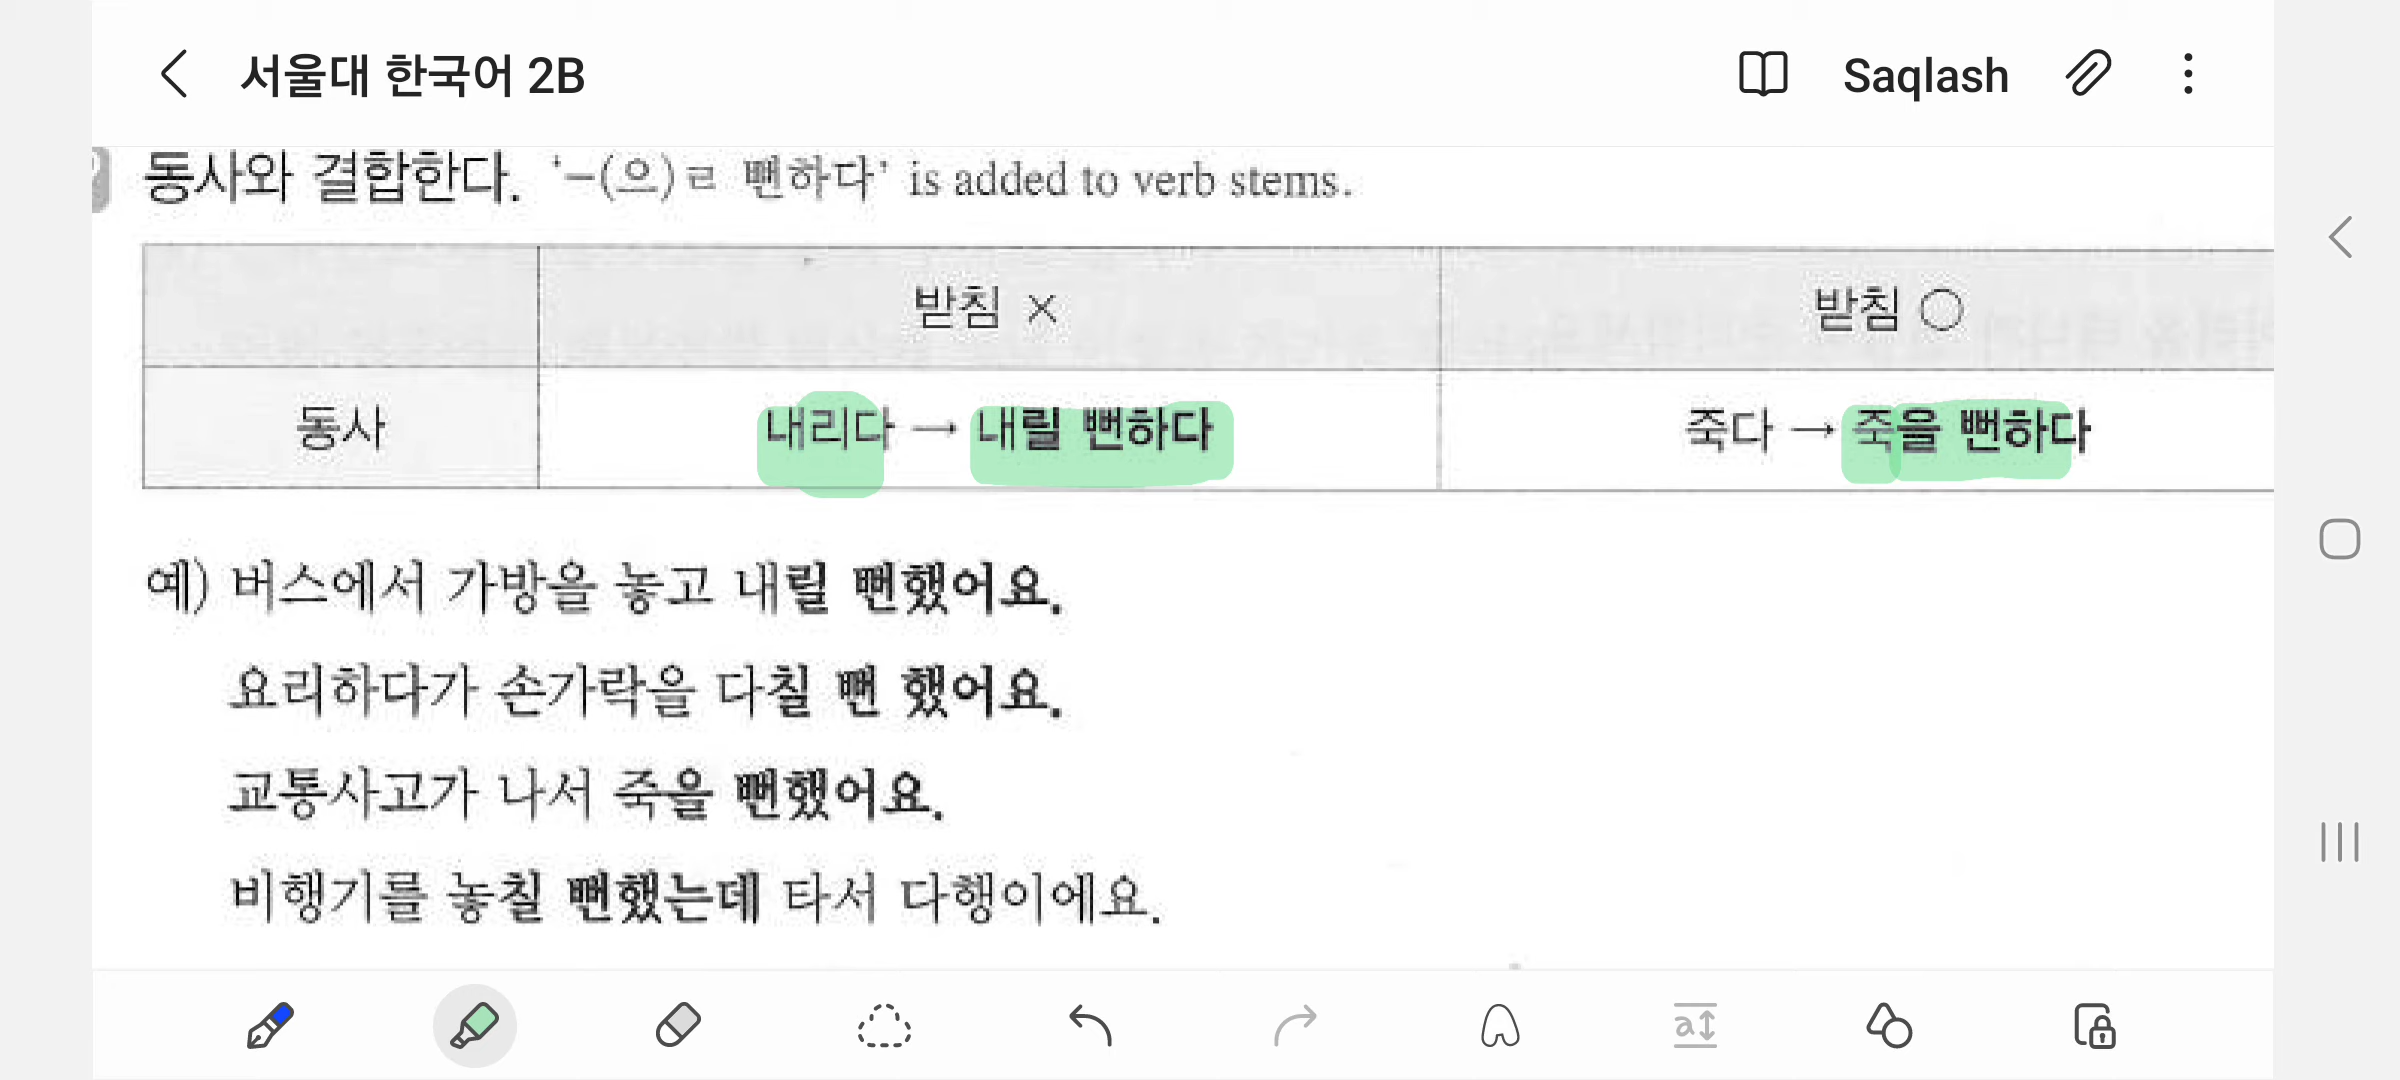 서울대 한국어 2B
Saqlash
동사와 결합한다. '-(으)ㄹ 뻔하다' is added to verb stems.
받침 ×
받침 ○
동사
내리다 → 내릴 뻔하다
죽다 → 죽을 뻔하다
예) 버스에서 가방을 놓고 내릴 뻔했어요.
요리하다가 손가락을 다칠 뻔 했어요.
교통사고가 나서 죽을 뻔했어요.
비행기를 놓칠 뻔했는데 타서 다행이에요.